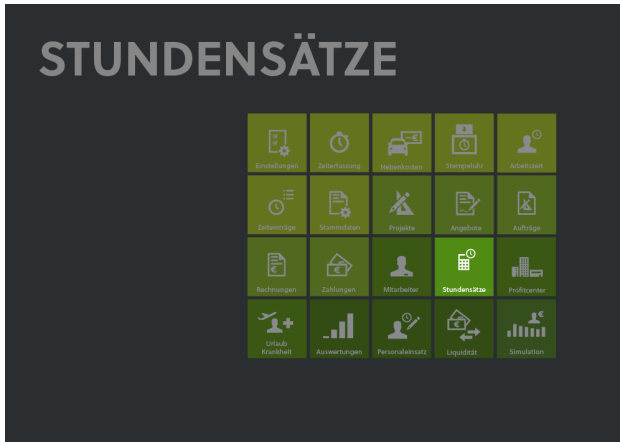 STUNDENSÄTZE
Einstellungen
Zeiterfassung
Nebenkosten
Stempeluhr
Arbeitszeit
Zeiteinträge
Stammdaten
Projekte
Angebote
Aufträge
Rechnungen
Zahlungen
Mitarbeiter
Stundensätze
Profitcenter
Urlaub
Krankheit
Auswertungen
Personaleinsatz
Liquidität
Simulation